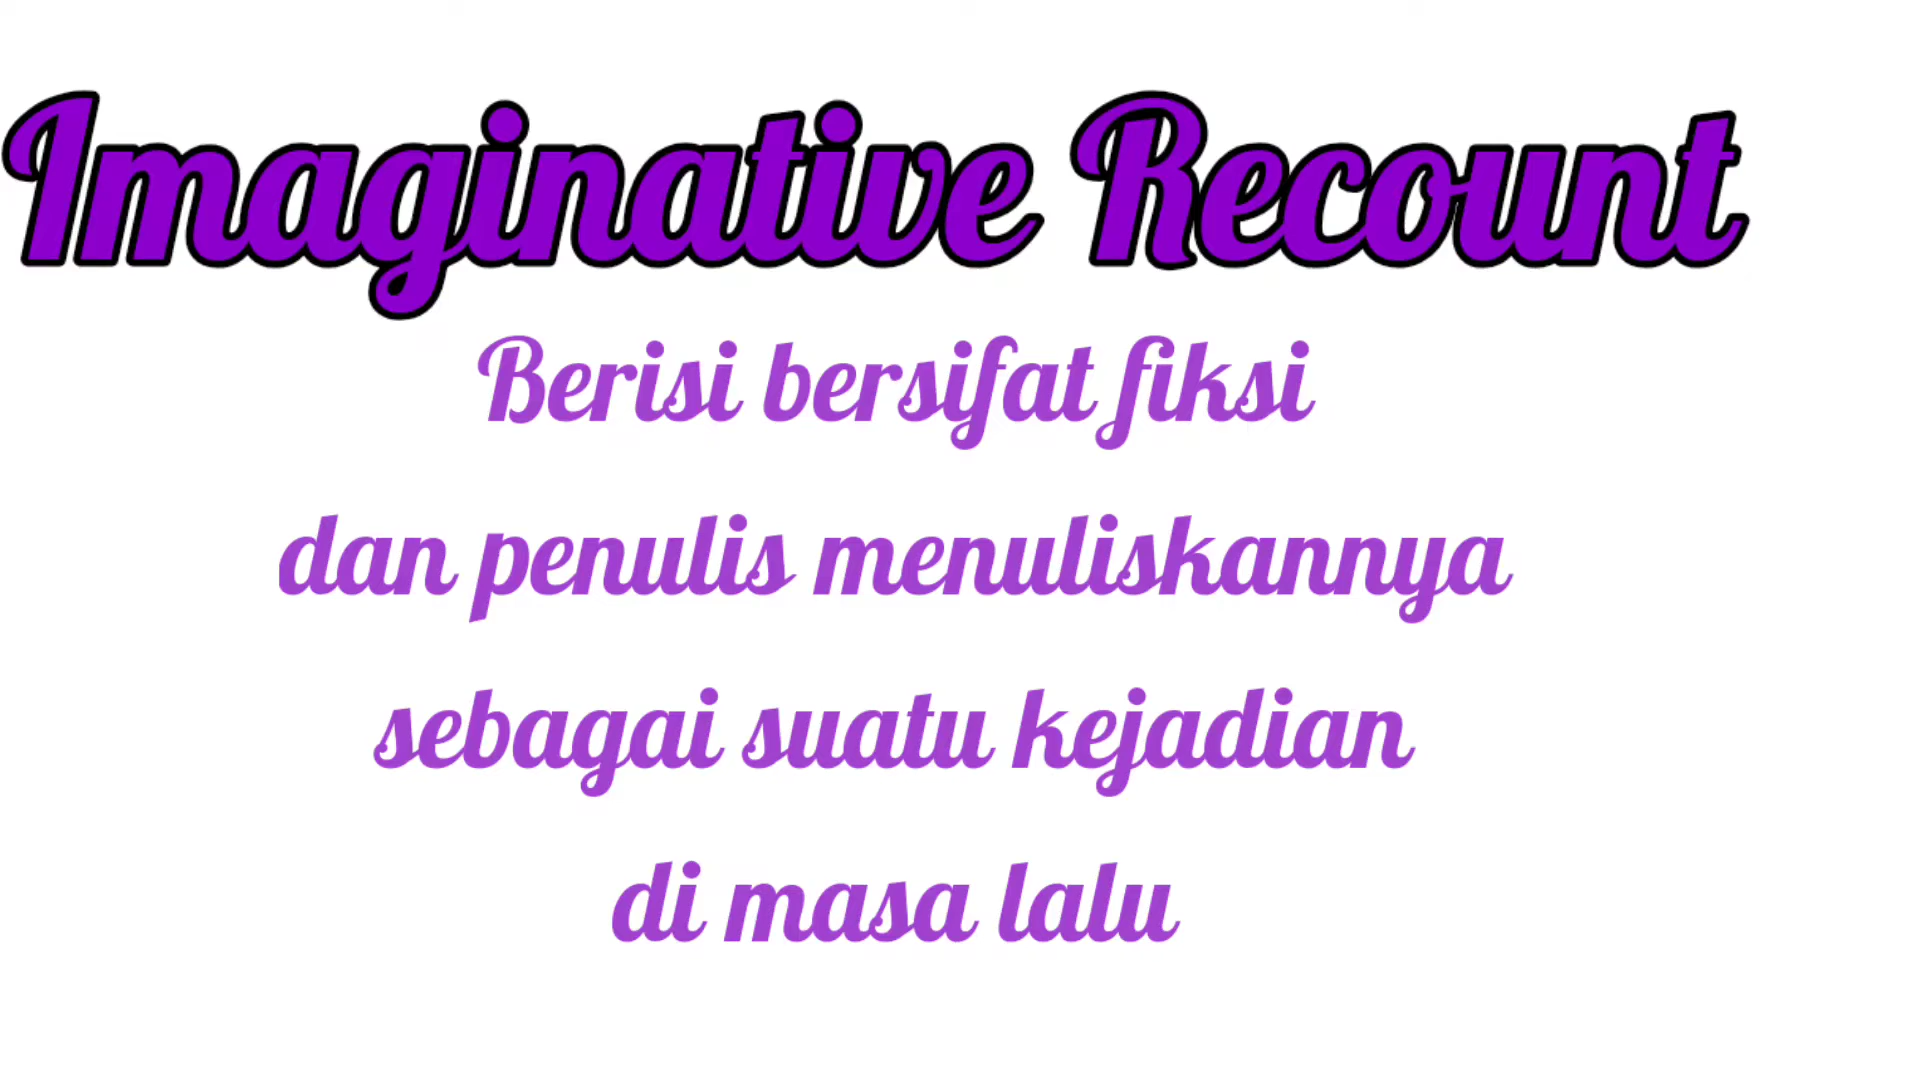 Imaginative Recount
Berisi bersifat fiksi
dan penulis menuliskannya
sebagai suatu kejadian
di masa lalu